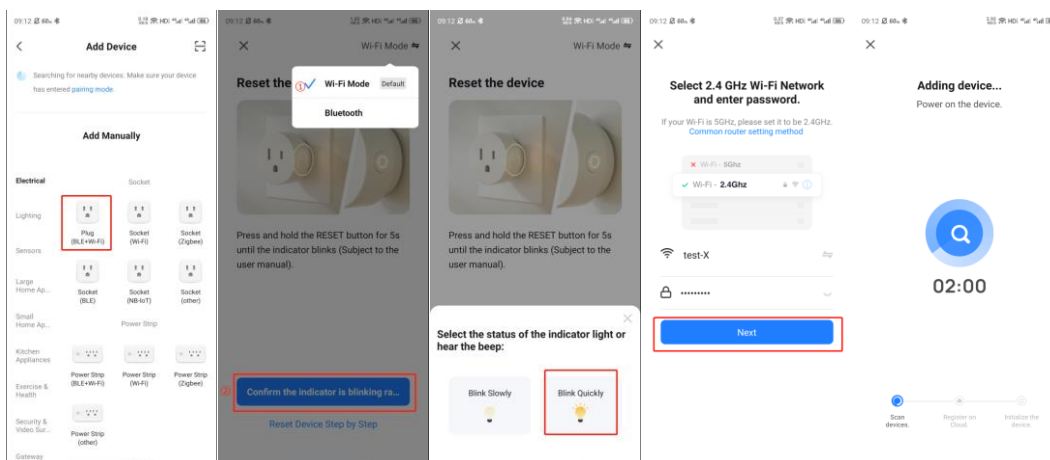 09:12
Add Device
Searching for nearby devices. Make sure your device
has entered pairing mode.
Add Manually
Electrical
Socket
Lighting
Sensors
Large
Home Ap...
Small
Home Ap...
Kitchen
Appliances
Exercise &
Health
Security &
Video Sur...
Gateway
Plug
(BLE+Wi-Fi)
Socket
(Wi-Fi)
Socket
(Zigbee)
Socket
(BLE)
Socket
(NB-IoT)
Socket
(other)
Power Strip
Power Strip
(BLE+Wi-Fi)
Power Strip
(Wi-Fi)
Power Strip
(Zigbee)
Power Strip
(other)
09:12
Wi-Fi Mode
Reset the
① Wi-Fi Mode Default
Bluetooth
Press and hold the RESET button for 5s
until the indicator blinks (Subject to the
user manual).
② Confirm the indicator is blinking ra...
Reset Device Step by Step
09:12
Wi-Fi Mode
Reset the device
Press and hold the RESET button for 5s
until the indicator blinks (Subject to the
user manual).
Select the status of the indicator light or
hear the beep:
Blink Slowly
Blink Quickly
09:12
Select 2.4 GHz Wi-Fi Network
and enter password.
If your Wi-Fi is 5GHz, please set it to be 2.4GHz.
Common router setting method
Wi-Fi - 5Ghz
Wi-Fi - 2.4Ghz
test-X
Next
09:12
Adding device...
Power on the device.
02:00
Scan
devices.
Register on
Cloud.
Initialize the
device.